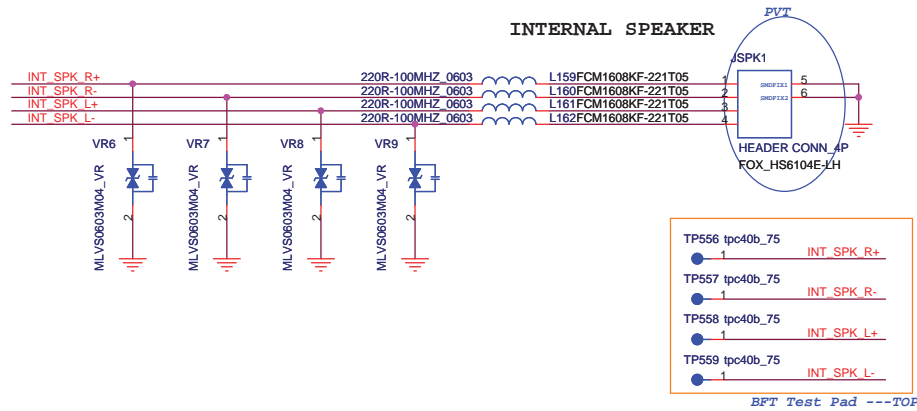 PVT
INTERNAL SPEAKER
JSPK1
INT_SPK_R+ 220R-100MHZ_0603 L159FCM1608KF-221T05 1 5
INT_SPK_R- 220R-100MHZ_0603 L160FCM1608KF-221T05 2 6
INT_SPK_L+ 220R-100MHZ_0603 L161FCM1608KF-221T05 3
INT_SPK_L- 220R-100MHZ_0603 L162FCM1608KF-221T05 4
SMDFIX1
SMDFIX2
HEADER CONN_4P
FOX_HS6104E-LH
VR6 1 VR7 1 VR8 1 VR9 1
MLVS0603M04_VR MLVS0603M04_VR MLVS0603M04_VR MLVS0603M04_VR
2 2 2 2
TP556 tpc40b_75
1 INT_SPK_R+
TP557 tpc40b_75
1 INT_SPK_R-
TP558 tpc40b_75
1 INT_SPK_L+
TP559 tpc40b_75
1 INT_SPK_L-
BFT Test Pad ---TOP